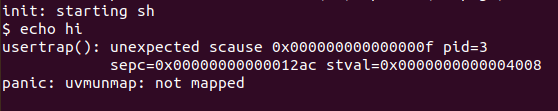 init: starting sh
$ echo hi
usertrap(): unexpected scause 0x000000000000000f pid=3
            sepc=0x00000000000012ac stval=0x0000000000004008
panic: uvmunmap: not mapped